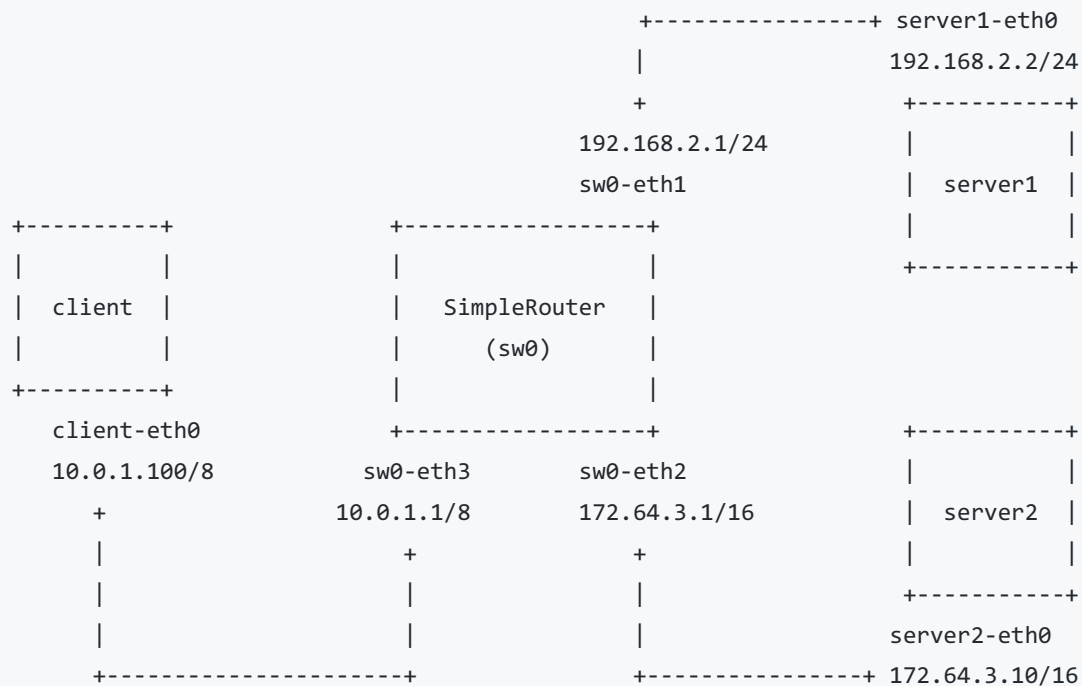 server1-eth0
192.168.2.2/24
192.168.2.1/24
sw0-eth1
server1
client
SimpleRouter
(sw0)
client-eth0
10.0.1.100/8
sw0-eth3
sw0-eth2
10.0.1.1/8
172.64.3.1/16
server2
server2-eth0
172.64.3.10/16